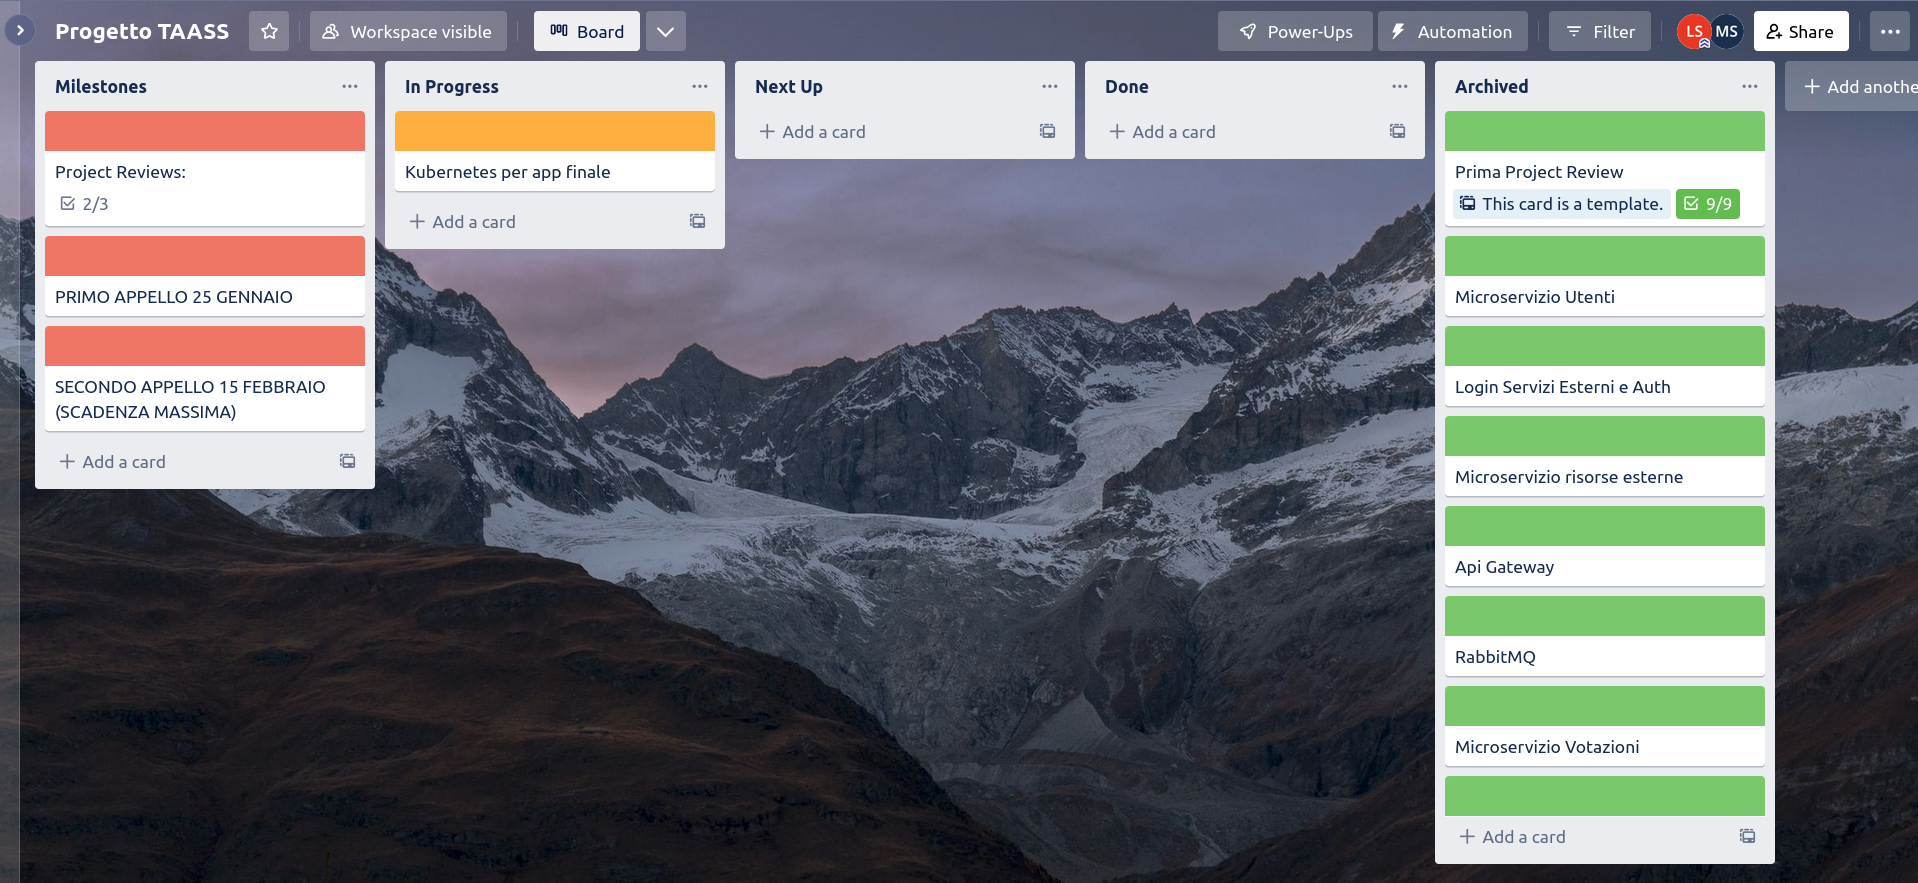 Progetto TAASS
Workspace visible
Board
Power-Ups
Automation
Filter
LS
MS
Share
Milestones
Project Reviews:
2/3
PRIMO APPELLO 25 GENNAIO
SECONDO APPELLO 15 FEBBRAIO
(SCADENZA MASSIMA)
+ Add a card
In Progress
Kubernetes per app finale
+ Add a card
Next Up
+ Add a card
Done
+ Add a card
Archived
Prima Project Review
This card is a template.
9/9
Microservizio Utenti
Login Servizi Esterni e Auth
Microservizio risorse esterne
Api Gateway
RabbitMQ
Microservizio Votazioni
+ Add a card
+ Add anothe